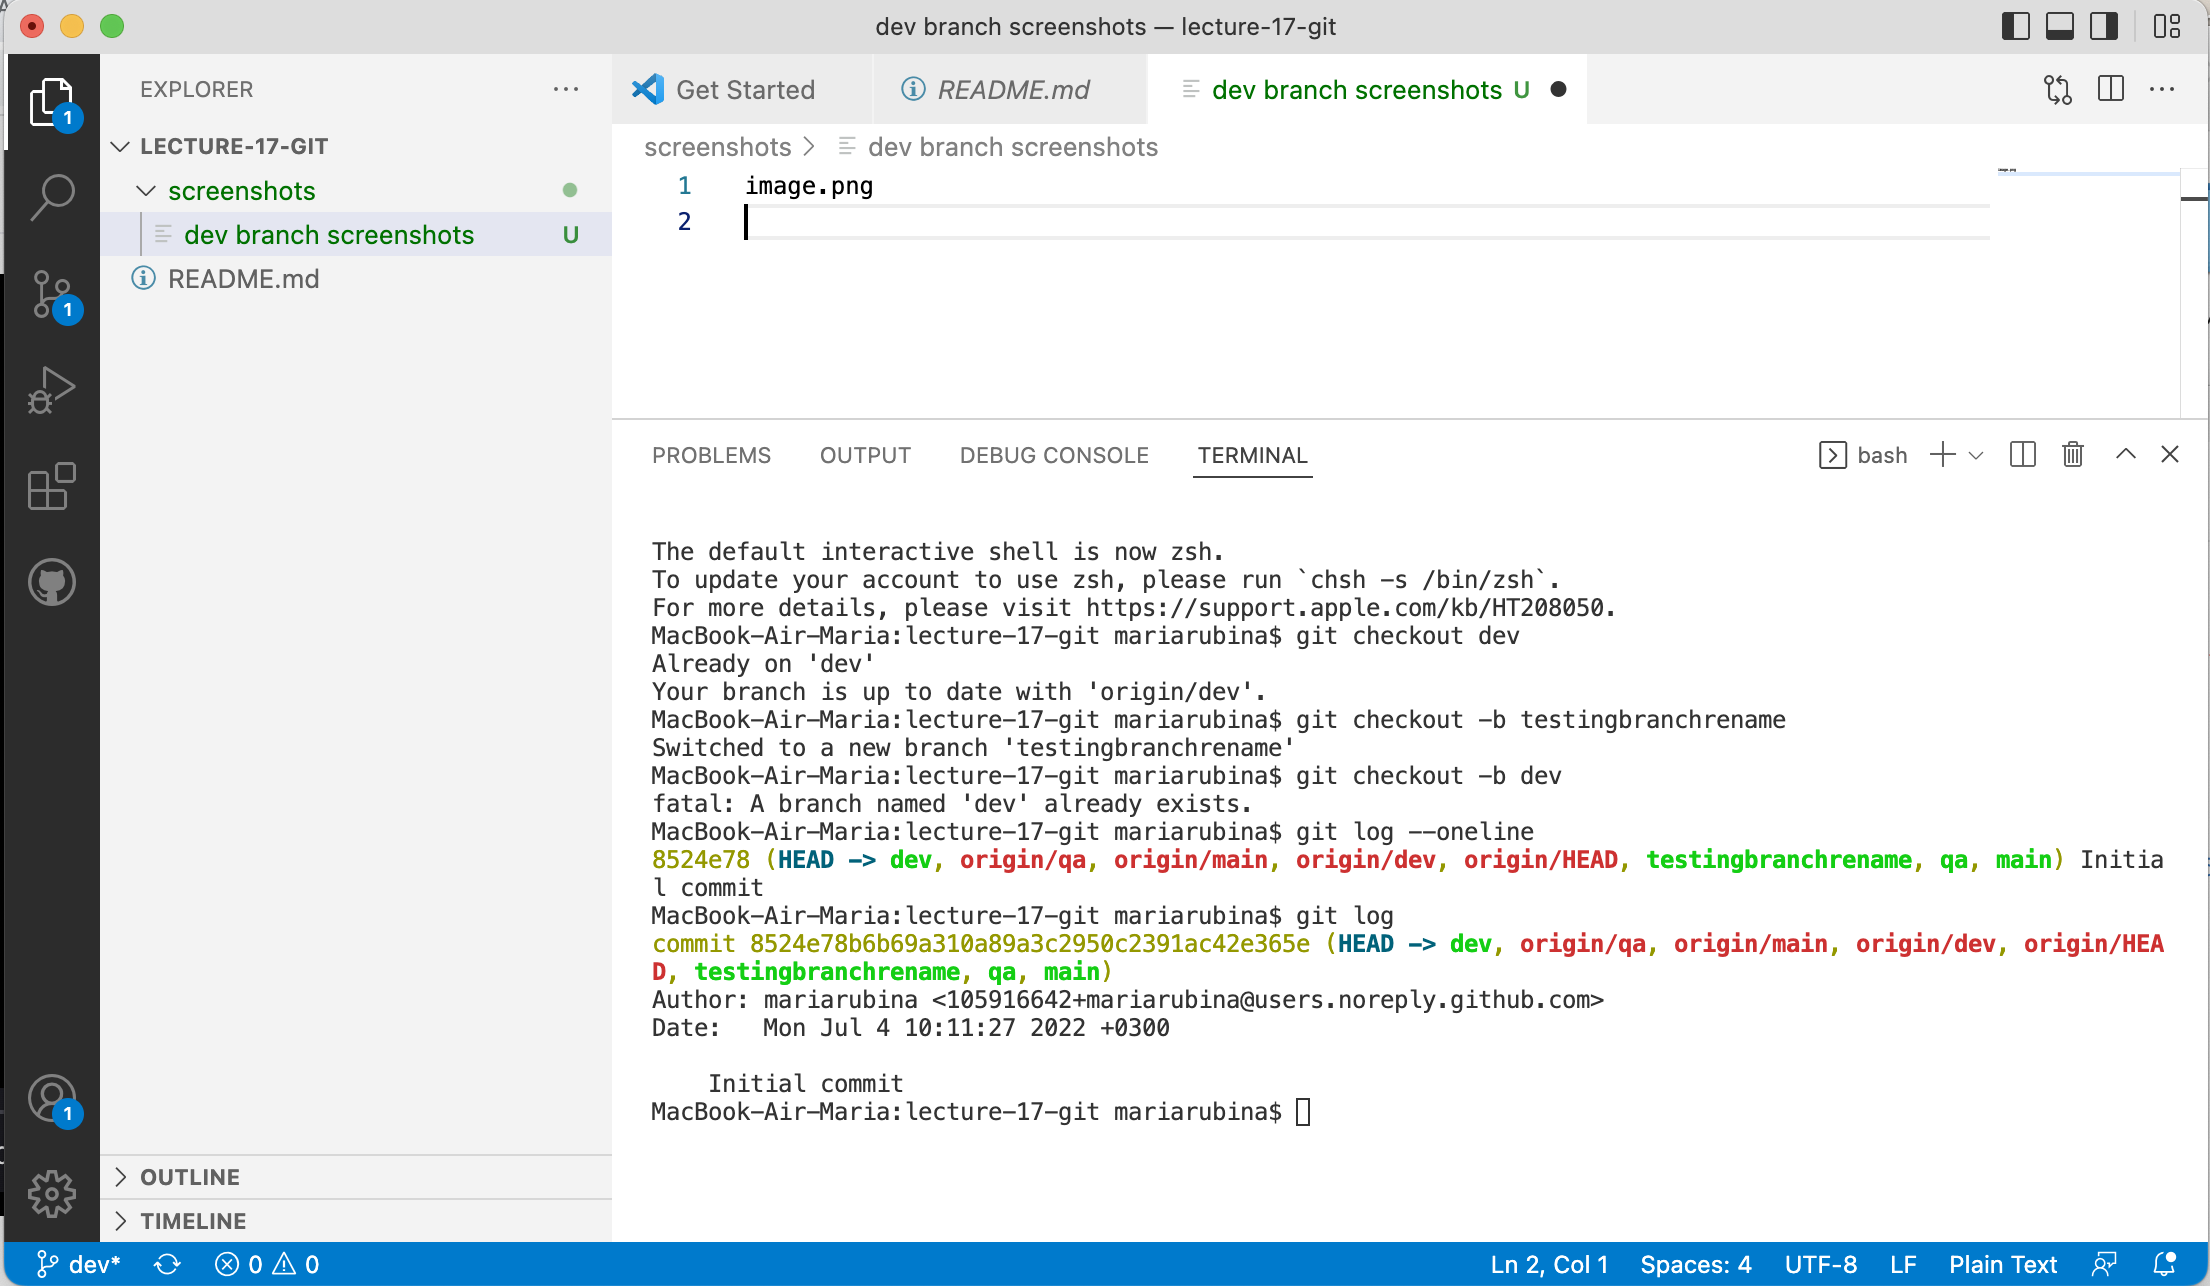 dev branch screenshots — lecture-17-git
EXPLORER
Get Started
README.md
dev branch screenshots U
1
LECTURE-17-GIT
screenshots
dev branch screenshots U
README.md
screenshots > dev branch screenshots
1 image.png
2
1
PROBLEMS OUTPUT DEBUG CONSOLE TERMINAL
bash
The default interactive shell is now zsh.
To update your account to use zsh, please run `chsh -s /bin/zsh`.
For more details, please visit https://support.apple.com/kb/HT208050.
MacBook-Air-Maria:lecture-17-git mariarubina$ git checkout dev
Already on 'dev'
Your branch is up to date with 'origin/dev'.
MacBook-Air-Maria:lecture-17-git mariarubina$ git checkout -b testingbranchrename
Switched to a new branch 'testingbranchrename'
MacBook-Air-Maria:lecture-17-git mariarubina$ git checkout -b dev
fatal: A branch named 'dev' already exists.
MacBook-Air-Maria:lecture-17-git mariarubina$ git log --oneline
8524e78 (HEAD -> dev, origin/qa, origin/main, origin/dev, origin/HEAD, testingbranchrename, qa, main) Initia
l commit
MacBook-Air-Maria:lecture-17-git mariarubina$ git log
commit 8524e78b6b69a310a89a3c2950c2391ac42e365e (HEAD -> dev, origin/qa, origin/main, origin/dev, origin/HEA
D, testingbranchrename, qa, main)
Author: mariarubina <105916642+mariarubina@users.noreply.github.com>
Date:   Mon Jul 4 10:11:27 2022 +0300
    Initial commit
MacBook-Air-Maria:lecture-17-git mariarubina$
1
OUTLINE
TIMELINE
dev* 0 0
Ln 2, Col 1 Spaces: 4 UTF-8 LF Plain Text